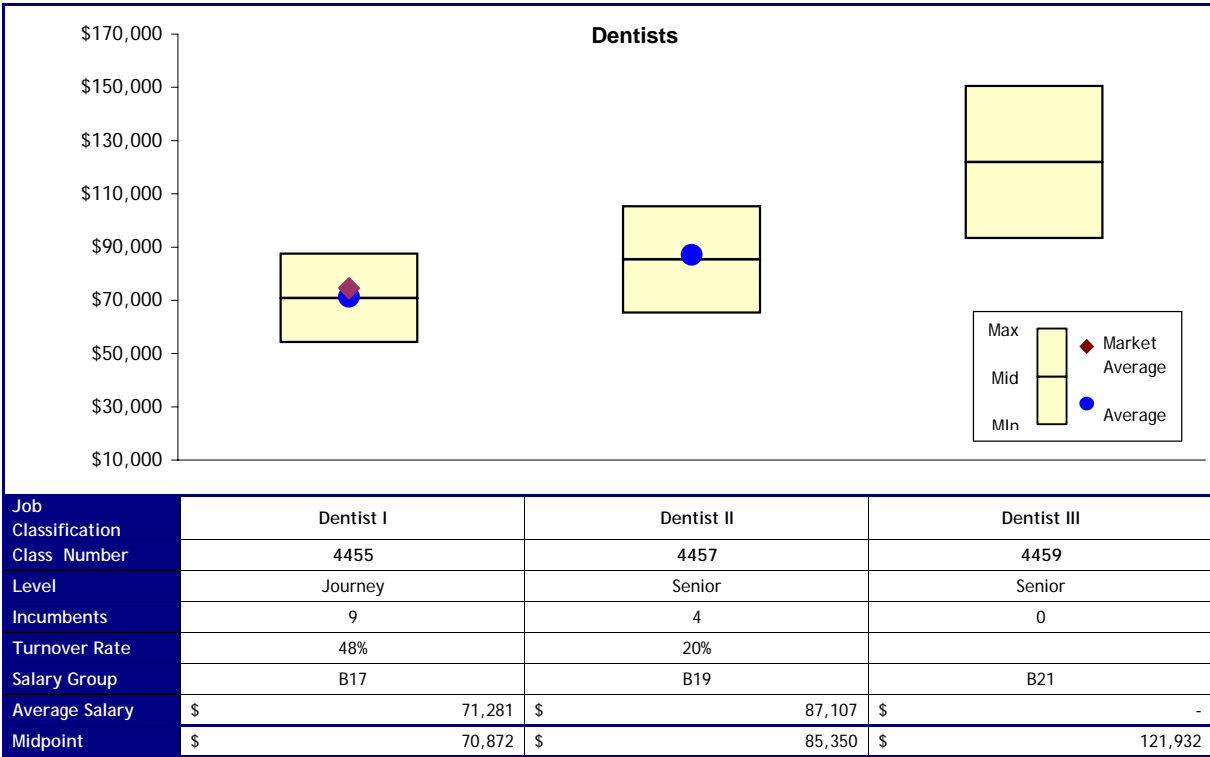 Dentists
$170,000
$150,000
$130,000
$110,000
$90,000
$70,000
$50,000
$30,000
$10,000
Max
Mid
MIn
Market
Average
Average
Job
Classification Dentist I Dentist II Dentist III
Class Number 4455 4457 4459
Level Journey Senior Senior
Incumbents 9 4 0
Turnover Rate 48% 20%
Salary Group B17 B19 B21
Average Salary $ 71,281 $ 87,107 $ -
Midpoint $ 70,872 $ 85,350 $ 121,932